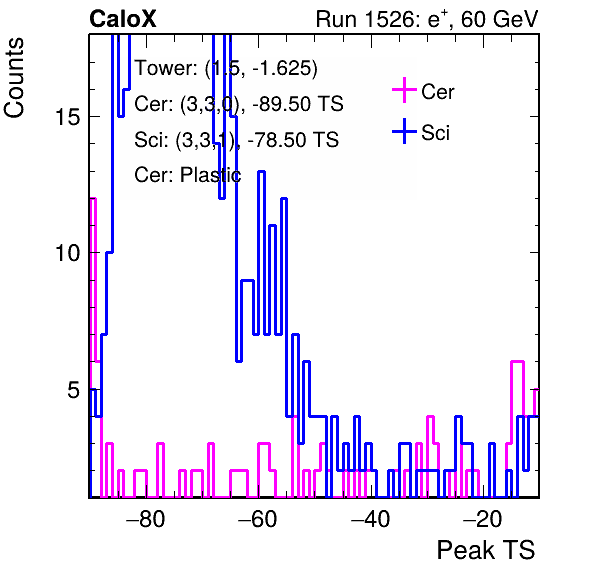 CaloX Run 1526: e+, 60 GeV
Counts
Tower: (1.5, -1.625)
Cer: (3,3,0), -89.50 TS
Sci: (3,3,1), -78.50 TS
Cer: Plastic
Cer
Sci
15
10
5
−80 −60 −40 −20
Peak TS